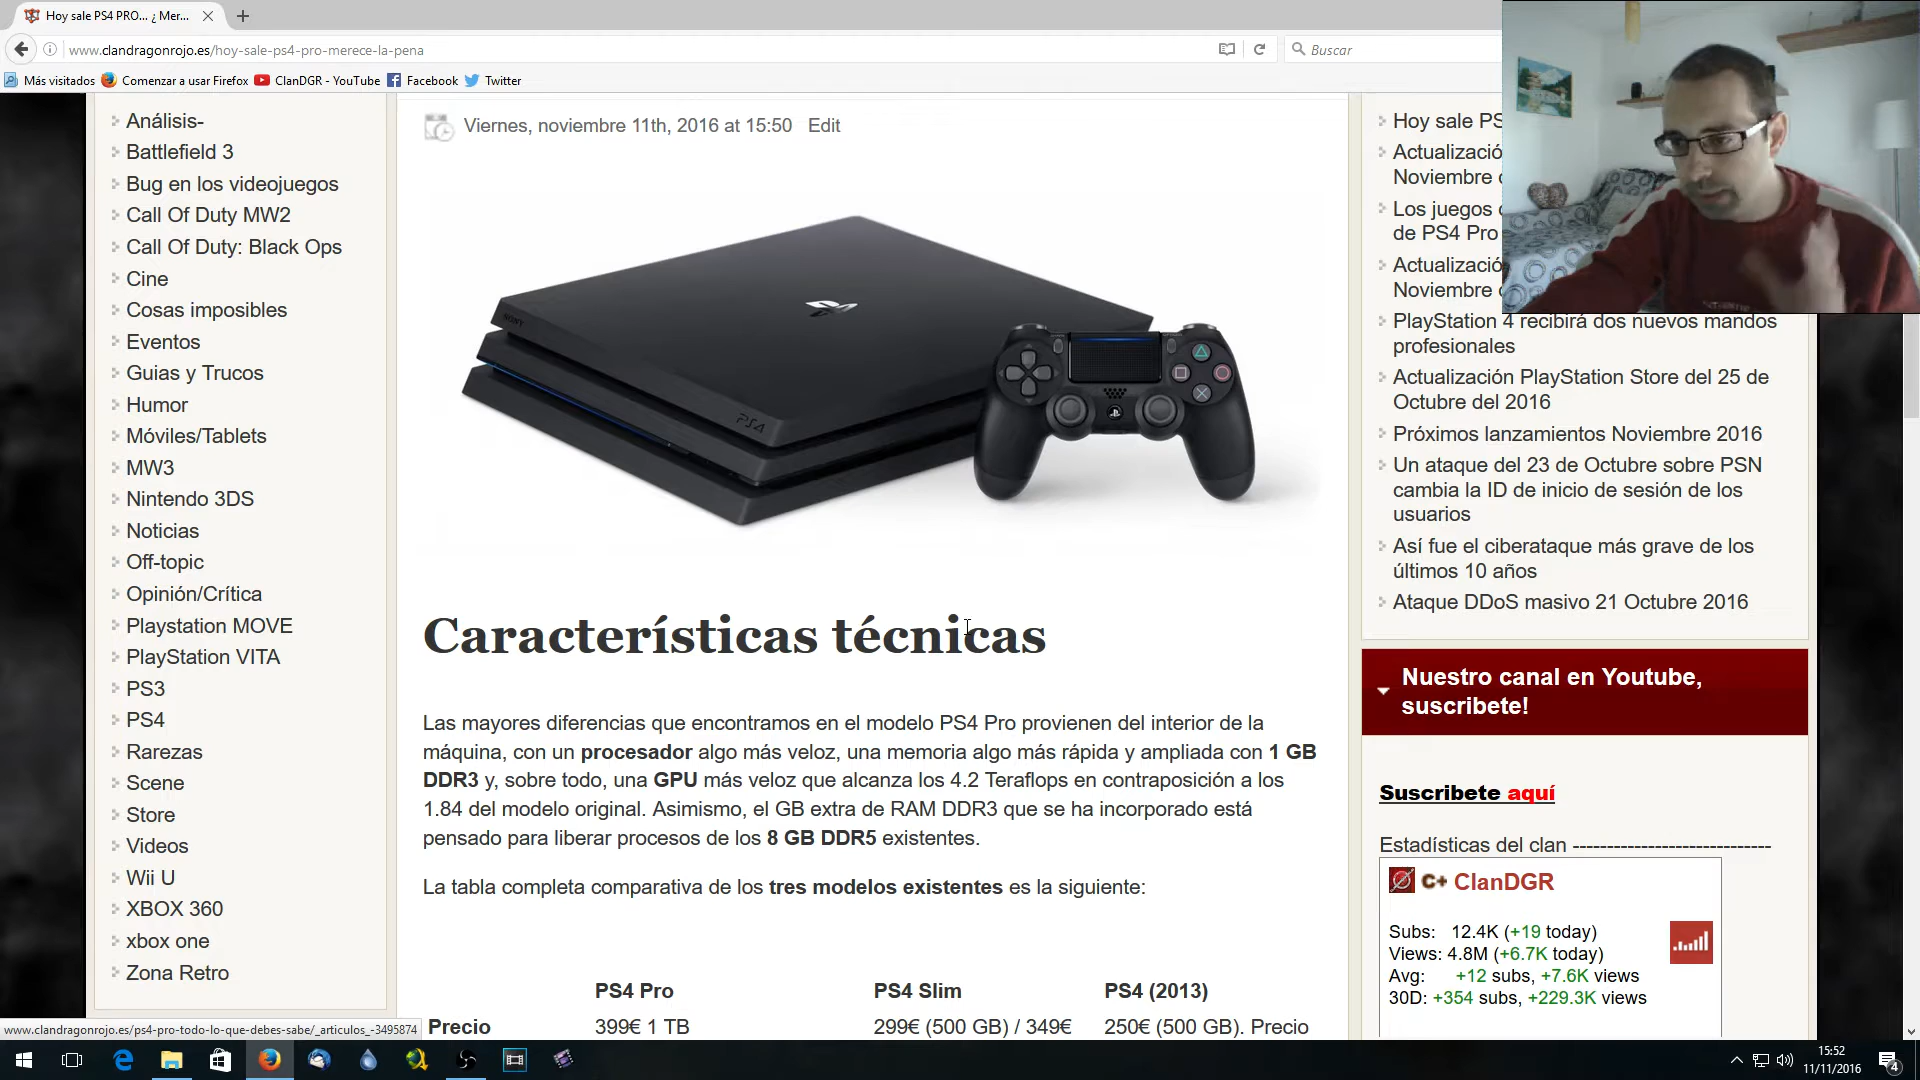 Hoy sale PS4 PRO... ¿ Mer...
www.clandragonrojo.es/hoy-sale-ps4-pro-merece-la-pena
Buscar
Más visitados
Comenzar a usar Firefox
ClanDGR - YouTube
Facebook
Twitter
Análisis-
Battlefield 3
Bug en los videojuegos
Call Of Duty MW2
Call Of Duty: Black Ops
Cine
Cosas imposibles
Eventos
Guias y Trucos
Humor
Móviles/Tablets
MW3
Nintendo 3DS
Noticias
Off-topic
Opinión/Crítica
Playstation MOVE
PlayStation VITA
PS3
PS4
Rarezas
Scene
Store
Videos
Wii U
XBOX 360
xbox one
Zona Retro
www.clandragonrojo.es/ps4-pro-todo-lo-que-debes-sabe/_articulos_-3495874
Viernes, noviembre 11th, 2016 at 15:50 Edit
SONY
PS4
Características técnicas
Las mayores diferencias que encontramos en el modelo PS4 Pro provienen del interior de la
máquina, con un procesador algo más veloz, una memoria algo más rápida y ampliada con 1 GB
DDR3 y, sobre todo, una GPU más veloz que alcanza los 4.2 Teraflops en contraposición a los
1.84 del modelo original. Asimismo, el GB extra de RAM DDR3 que se ha incorporado está
pensado para liberar procesos de los 8 GB DDR5 existentes.
La tabla completa comparativa de los tres modelos existentes es la siguiente:
PS4 Pro PS4 Slim PS4 (2013)
Precio 399€ 1 TB 299€ (500 GB) / 349€ 250€ (500 GB). Precio
Hoy sale PS
Actualizació
Noviembre
Los juegos
de PS4 Pro
Actualizació
Noviembre
PlayStation 4 recibirá dos nuevos mandos
profesionales
Actualización PlayStation Store del 25 de
Octubre del 2016
Próximos lanzamientos Noviembre 2016
Un ataque del 23 de Octubre sobre PSN
cambia la ID de inicio de sesión de los
usuarios
Así fue el ciberataque más grave de los
últimos 10 años
Ataque DDoS masivo 21 Octubre 2016
Nuestro canal en Youtube,
suscribete!
Suscribete aquí
Estadísticas del clan ----------------------------
C+ ClanDGR
Subs: 12.4K (+19 today)
Views: 4.8M (+6.7K today)
Avg: +12 subs, +7.6K views
30D: +354 subs, +229.3K views
15:52
11/11/2016
4